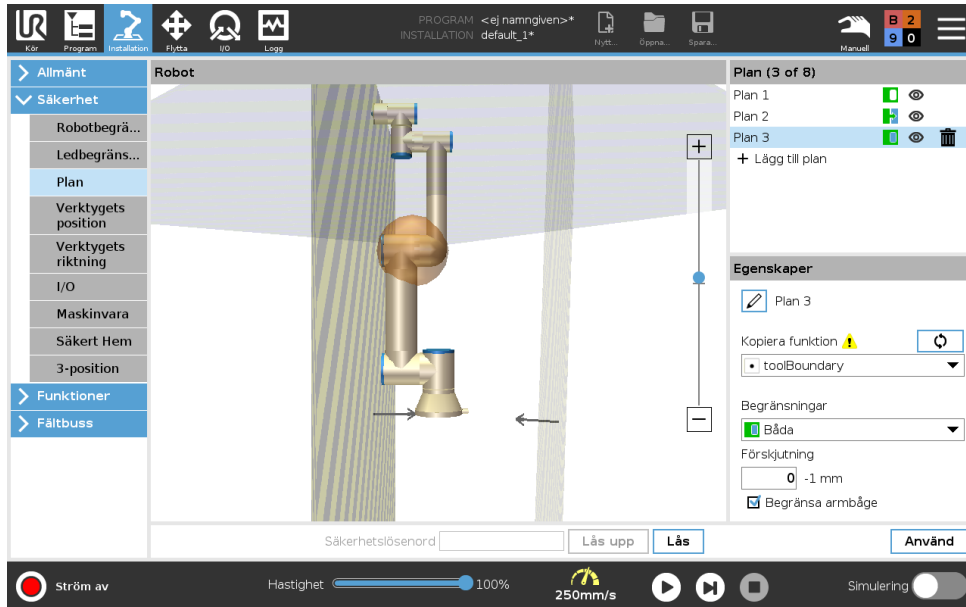 PROGRAM <ej namngiven>*
INSTALLATION default_1*
Kör
Program
Installation
Flytta
I/O
Logg
Nytt...
Öppna...
Spara...
Manuell
B 2
9 0
Allmänt
Säkerhet
Robotbegrä...
Ledbegräns...
Plan
Verktygets
position
Verktygets
riktning
I/O
Maskinvara
Säkert Hem
3-position
Funktioner
Fältbuss
Robot
Säkerhetslösenord
Lås upp
Lås
Plan (3 of 8)
Plan 1
Plan 2
Plan 3
+ Lägg till plan
Egenskaper
Plan 3
Kopiera funktion
toolBoundary
Begränsningar
Båda
Förskjutning
0 -1 mm
Begränsa armbåge
Använd
Ström av
Hastighet
100%
250mm/s
Simulering